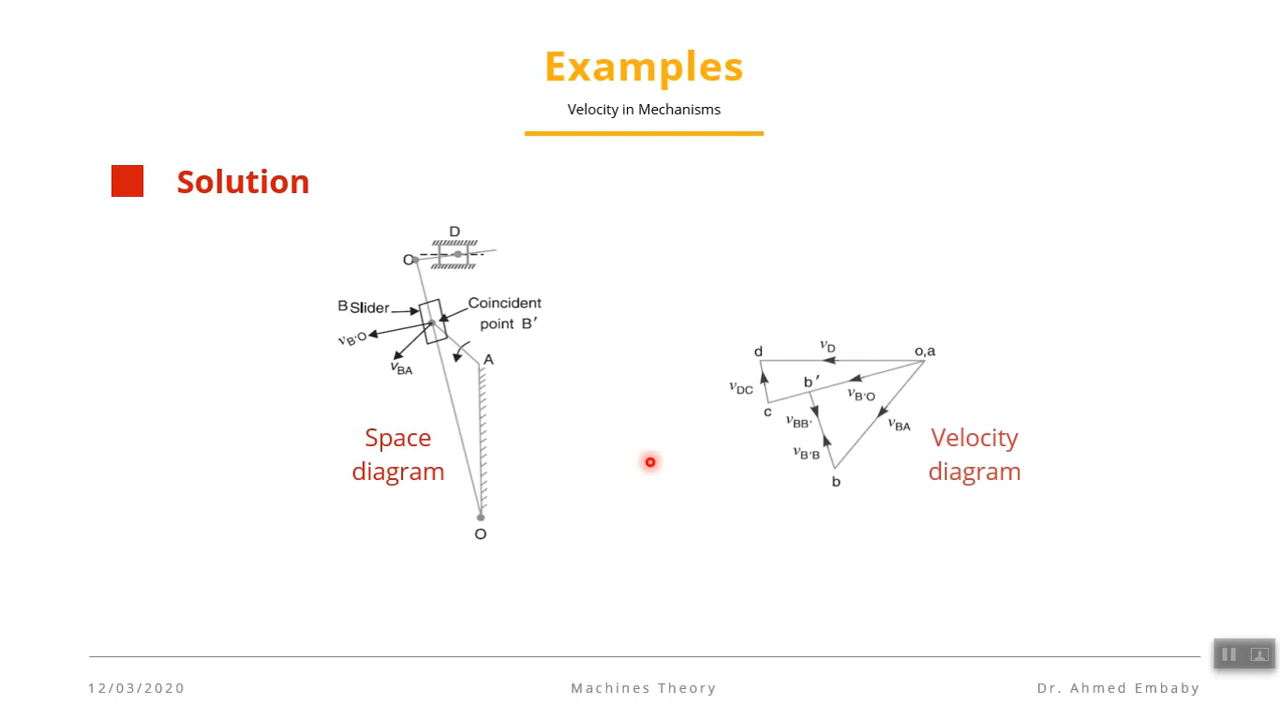 Examples
Velocity in Mechanisms
Solution
D
C
B Slider
Coincident
point B′
vB′O
vBA
A
Space
diagram
O
d
vD
o,a
vDC
b′
vB′O
c
vBB′
vBA
vB′B
b
Velocity
diagram
12/03/2020
Machines Theory
Dr. Ahmed Embaby